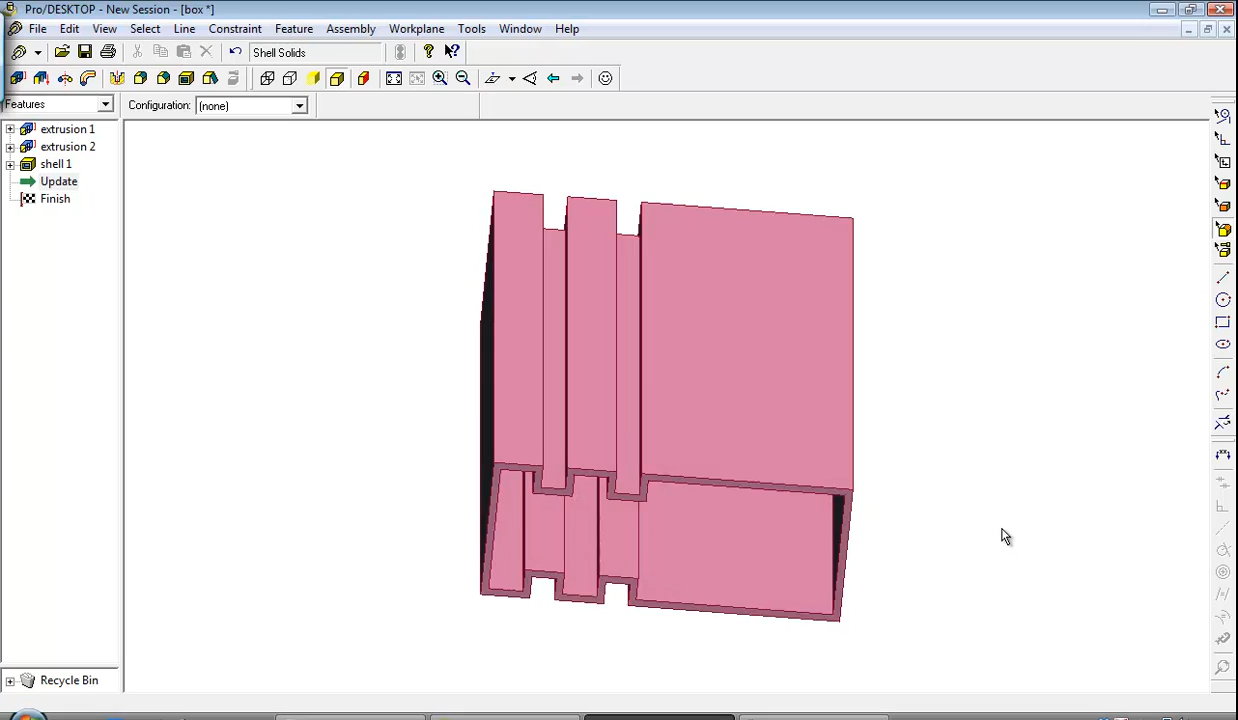 Pro/DESKTOP - New Session - [box *]
File Edit View Select Line Constraint Feature Assembly Workplane Tools Window Help
Shell Solids
Features Configuration: (none)
extrusion 1
extrusion 2
shell 1
Update
Finish
Recycle Bin